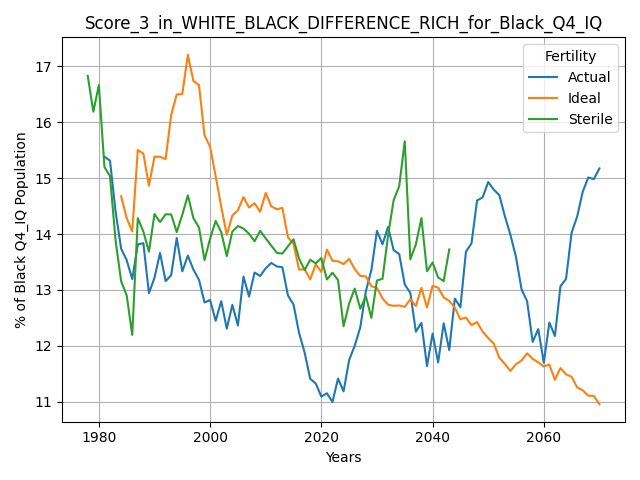 Score_3_in_WHITE_BLACK_DIFFERENCE_RICH_for_Black_Q4_IQ
Fertility
Actual
Ideal
Sterile
% of Black Q4_IQ Population
17
16
15
14
13
12
11
1980
2000
2020
2040
2060
Years